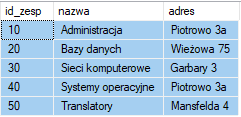 id_zesp nazwa adres
10 Administracja Piotrowo 3a
20 Bazy danych Wieżowa 75
30 Sieci komputerowe Garbary 3
40 Systemy operacyjne Piotrowo 3a
50 Translatory Mansfelda 4